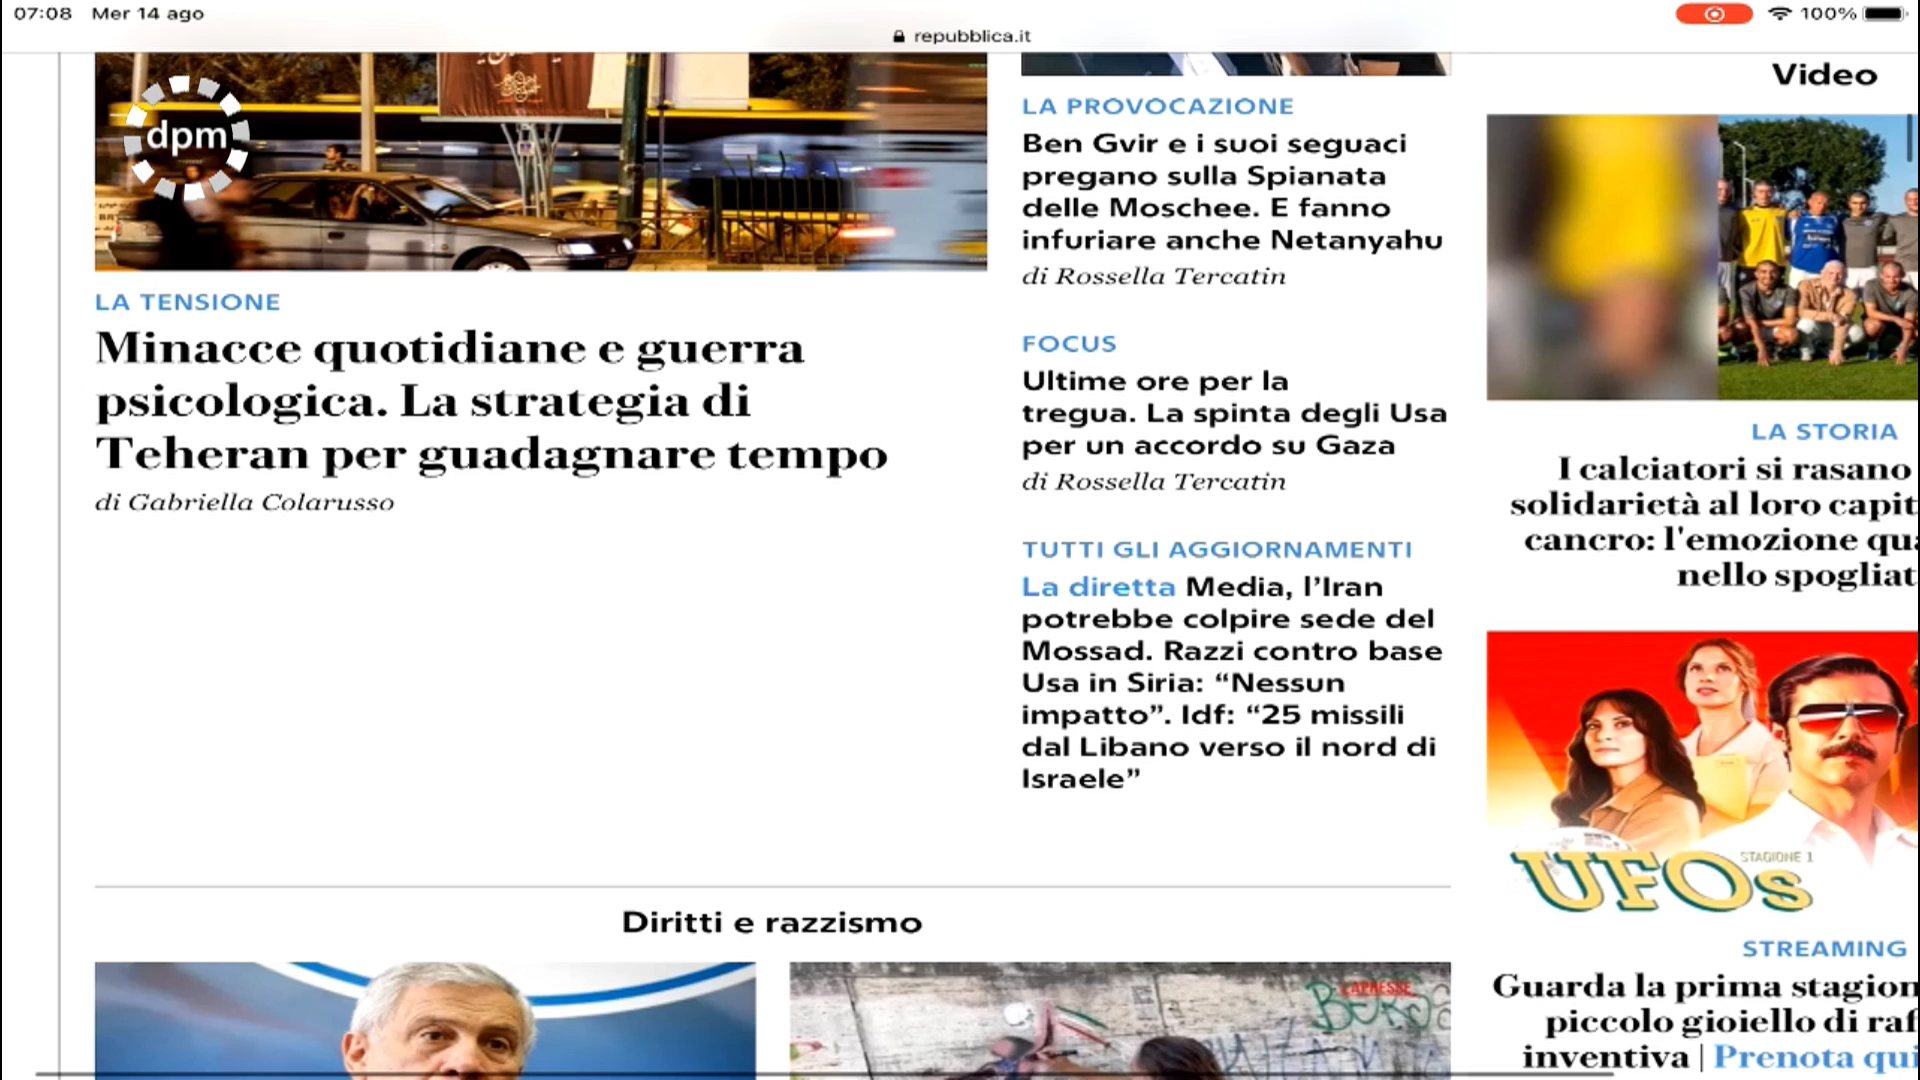 07:08 Mer 14 ago
100%
repubblica.it
dpm
LA TENSIONE
Minacce quotidiane e guerra
psicologica. La strategia di
Teheran per guadagnare tempo
di Gabriella Colarusso
LA PROVOCAZIONE
Ben Gvir e i suoi seguaci
pregano sulla Spianata
delle Moschee. E fanno
infuriare anche Netanyahu
di Rossella Tercatin
FOCUS
Ultime ore per la
tregua. La spinta degli Usa
per un accordo su Gaza
di Rossella Tercatin
TUTTI GLI AGGIORNAMENTI
La diretta Media, l’Iran
potrebbe colpire sede del
Mossad. Razzi contro base
Usa in Siria: “Nessun
impatto”. Idf: “25 missili
dal Libano verso il nord di
Israele”
Video
LA STORIA
I calciatori si rasano
solidarietà al loro capit
cancro: l'emozione qua
nello spogliat
STAGIONE 1
UFOs
STREAMING
Guarda la prima stagion
piccolo gioiello di raf
inventiva | Prenota qui
Diritti e razzismo
LAPRESSE